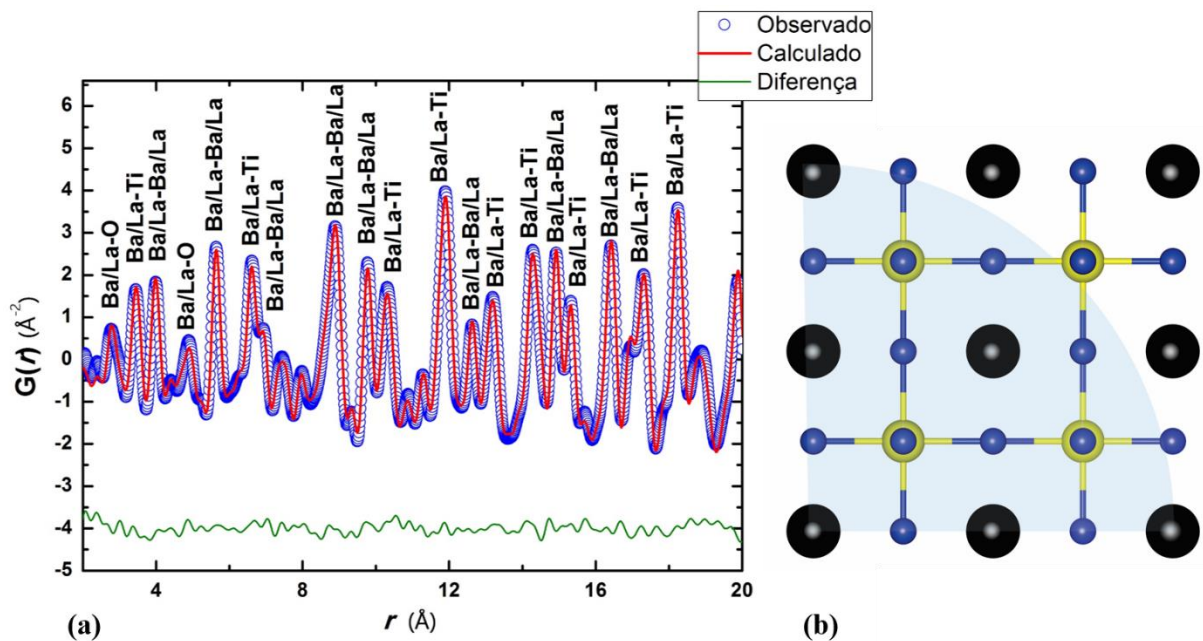 Observado
Calculado
Diferença
G(r) (Å⁻²)
6
5
4
3
2
1
0
-1
-2
-3
-4
-5
Ba/La-O
Ba/La-Ti
Ba/La-Ba/La
Ba/La-O
Ba/La-Ba/La
Ba/La-Ti
Ba/La-Ba/La
Ba/La-Ba/La
Ba/La-Ba/La
Ba/La-Ti
Ba/La-Ti
Ba/La-Ba/La
Ba/La-Ti
Ba/La-Ti
Ba/La-Ba/La
Ba/La-Ti
Ba/La-Ba/La
Ba/La-Ti
Ba/La-Ti
4 8 12 16 20
(a) r (Å) (b)